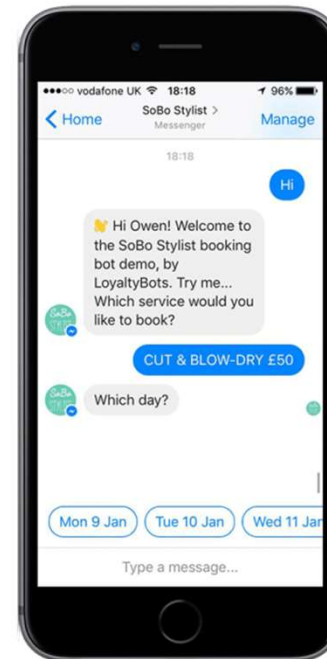 vodafone UK 18:18 96%
Home SoBo Stylist > Manage
Messenger
18:18
Hi
👋 Hi Owen! Welcome to
the SoBo Stylist booking
bot demo, by
LoyaltyBots. Try me...
Which service would you
like to book?
CUT & BLOW-DRY £50
SoBo
Which day?
Mon 9 Jan Tue 10 Jan Wed 11 Jan
Type a message...